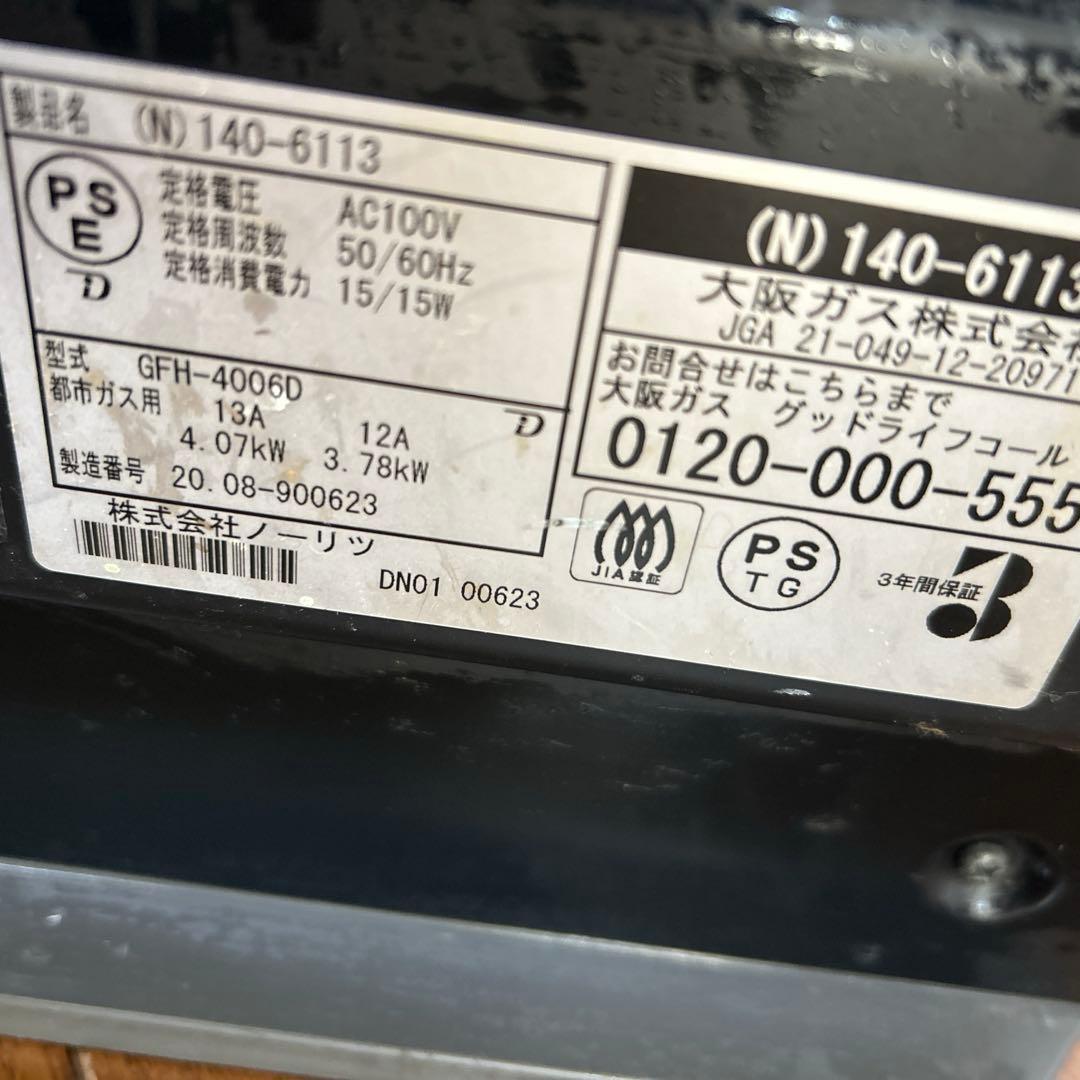 製品名 (N)140-6113
PSE
定格電圧 AC100V
定格周波数 50/60Hz
定格消費電力 15/15W
D
型式 GFH-4006D
都市ガス用 13A 12A
4.07kW 3.78kW
D
製造番号 20.08-900623
株式会社ノーリツ
DN01 00623
(N)140-6113
大阪ガス株式会社
JGA 21-049-12-20971
お問合せはこちらまで
大阪ガス グッドライフコール
0120-000-555
JIA認証
PS
TG
3年間保証
3